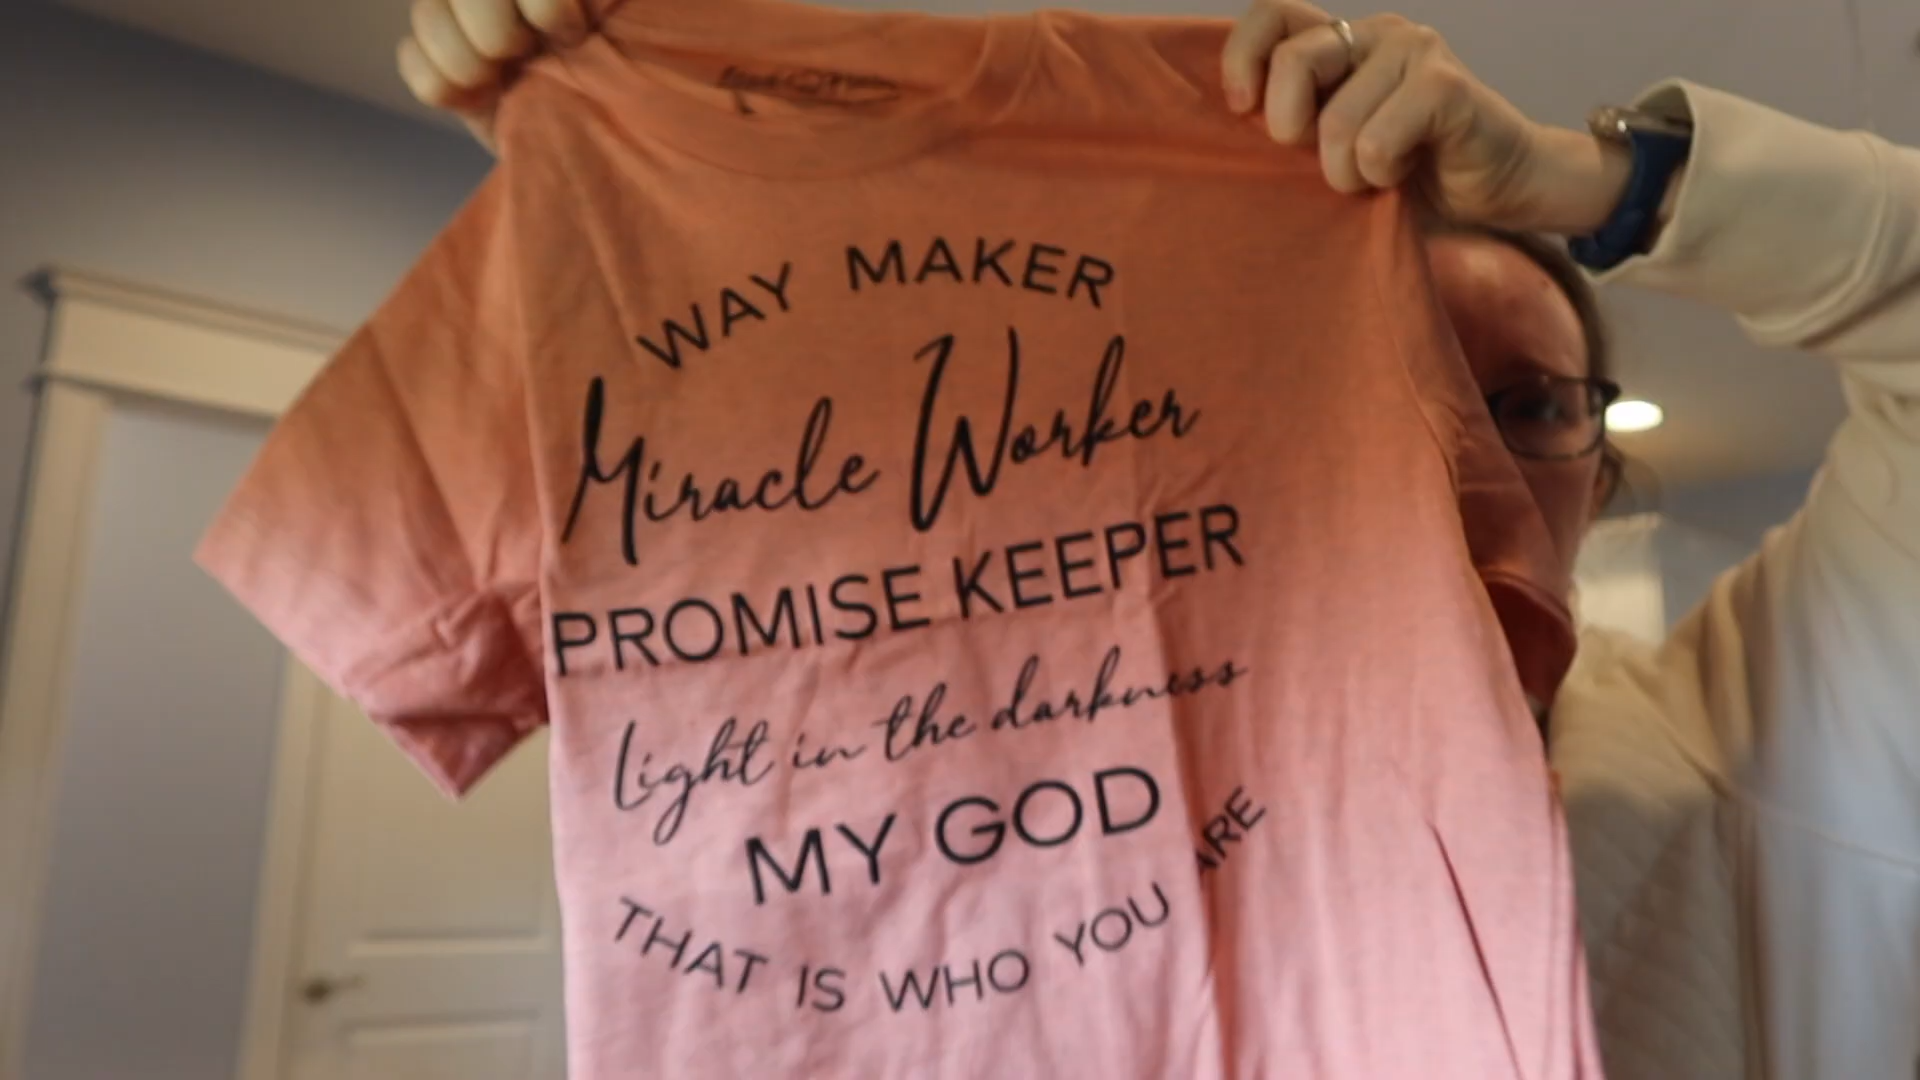 WAY MAKER
Miracle Worker
PROMISE KEEPER
Light in the darkness
MY GOD
THAT IS WHO YOU ARE